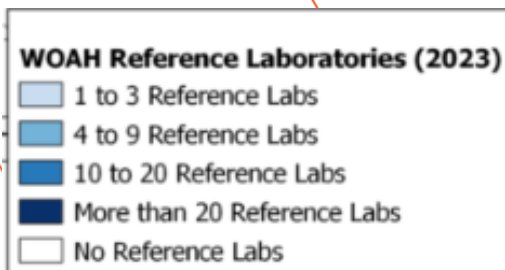 WOAH Reference Laboratories (2023)
1 to 3 Reference Labs
4 to 9 Reference Labs
10 to 20 Reference Labs
More than 20 Reference Labs
No Reference Labs